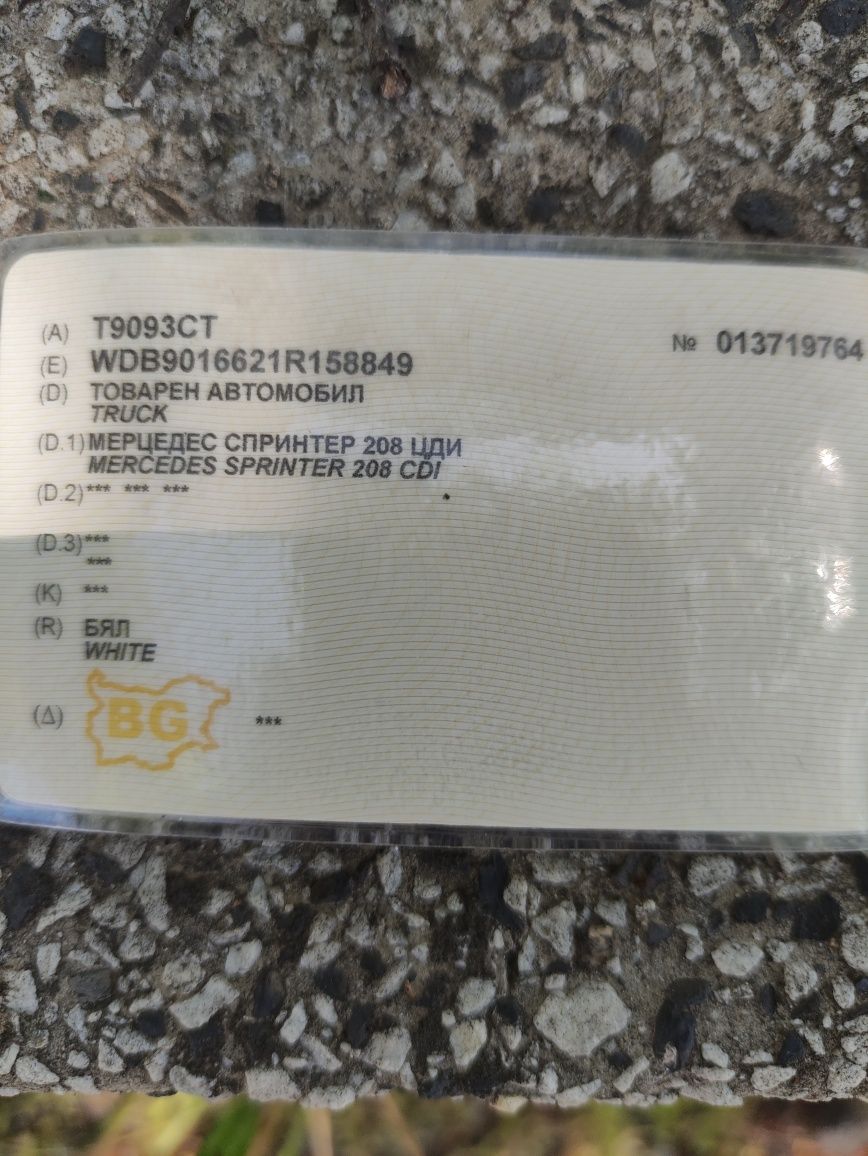 (A) T9093CT
№ 013719764
(E) WDB9016621R158849
(D) ТОВАРЕН АВТОМОБИЛ
TRUCK
(D.1) МЕРЦЕДЕС СПРИНТЕР 208 ЦДИ
MERCEDES SPRINTER 208 CDI
(D.2) *** *** ***
(D.3) ***
***
(K) ***
(R) БЯЛ
WHITE
(Δ) BG ***